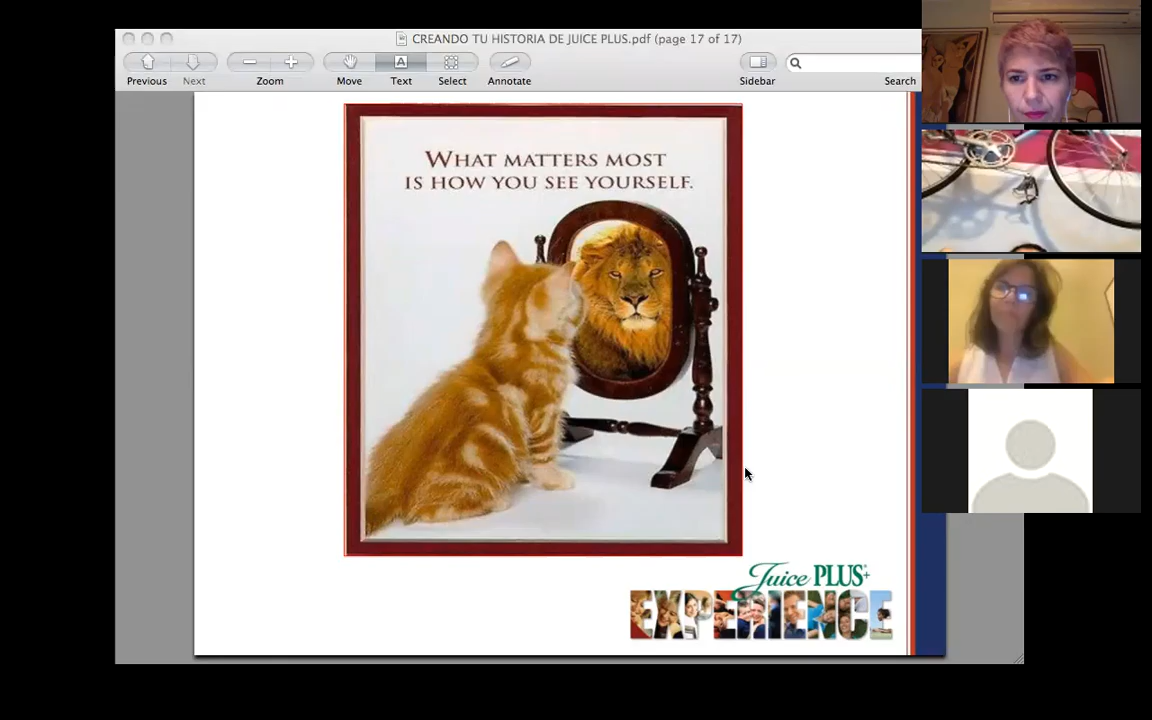 CREANDO TU HISTORIA DE JUICE PLUS.pdf (page 17 of 17)
Previous Next Zoom Move Text Select Annotate Sidebar Search
WHAT MATTERS MOST
IS HOW YOU SEE YOURSELF.
Juice PLUS+®
EXPERIENCE